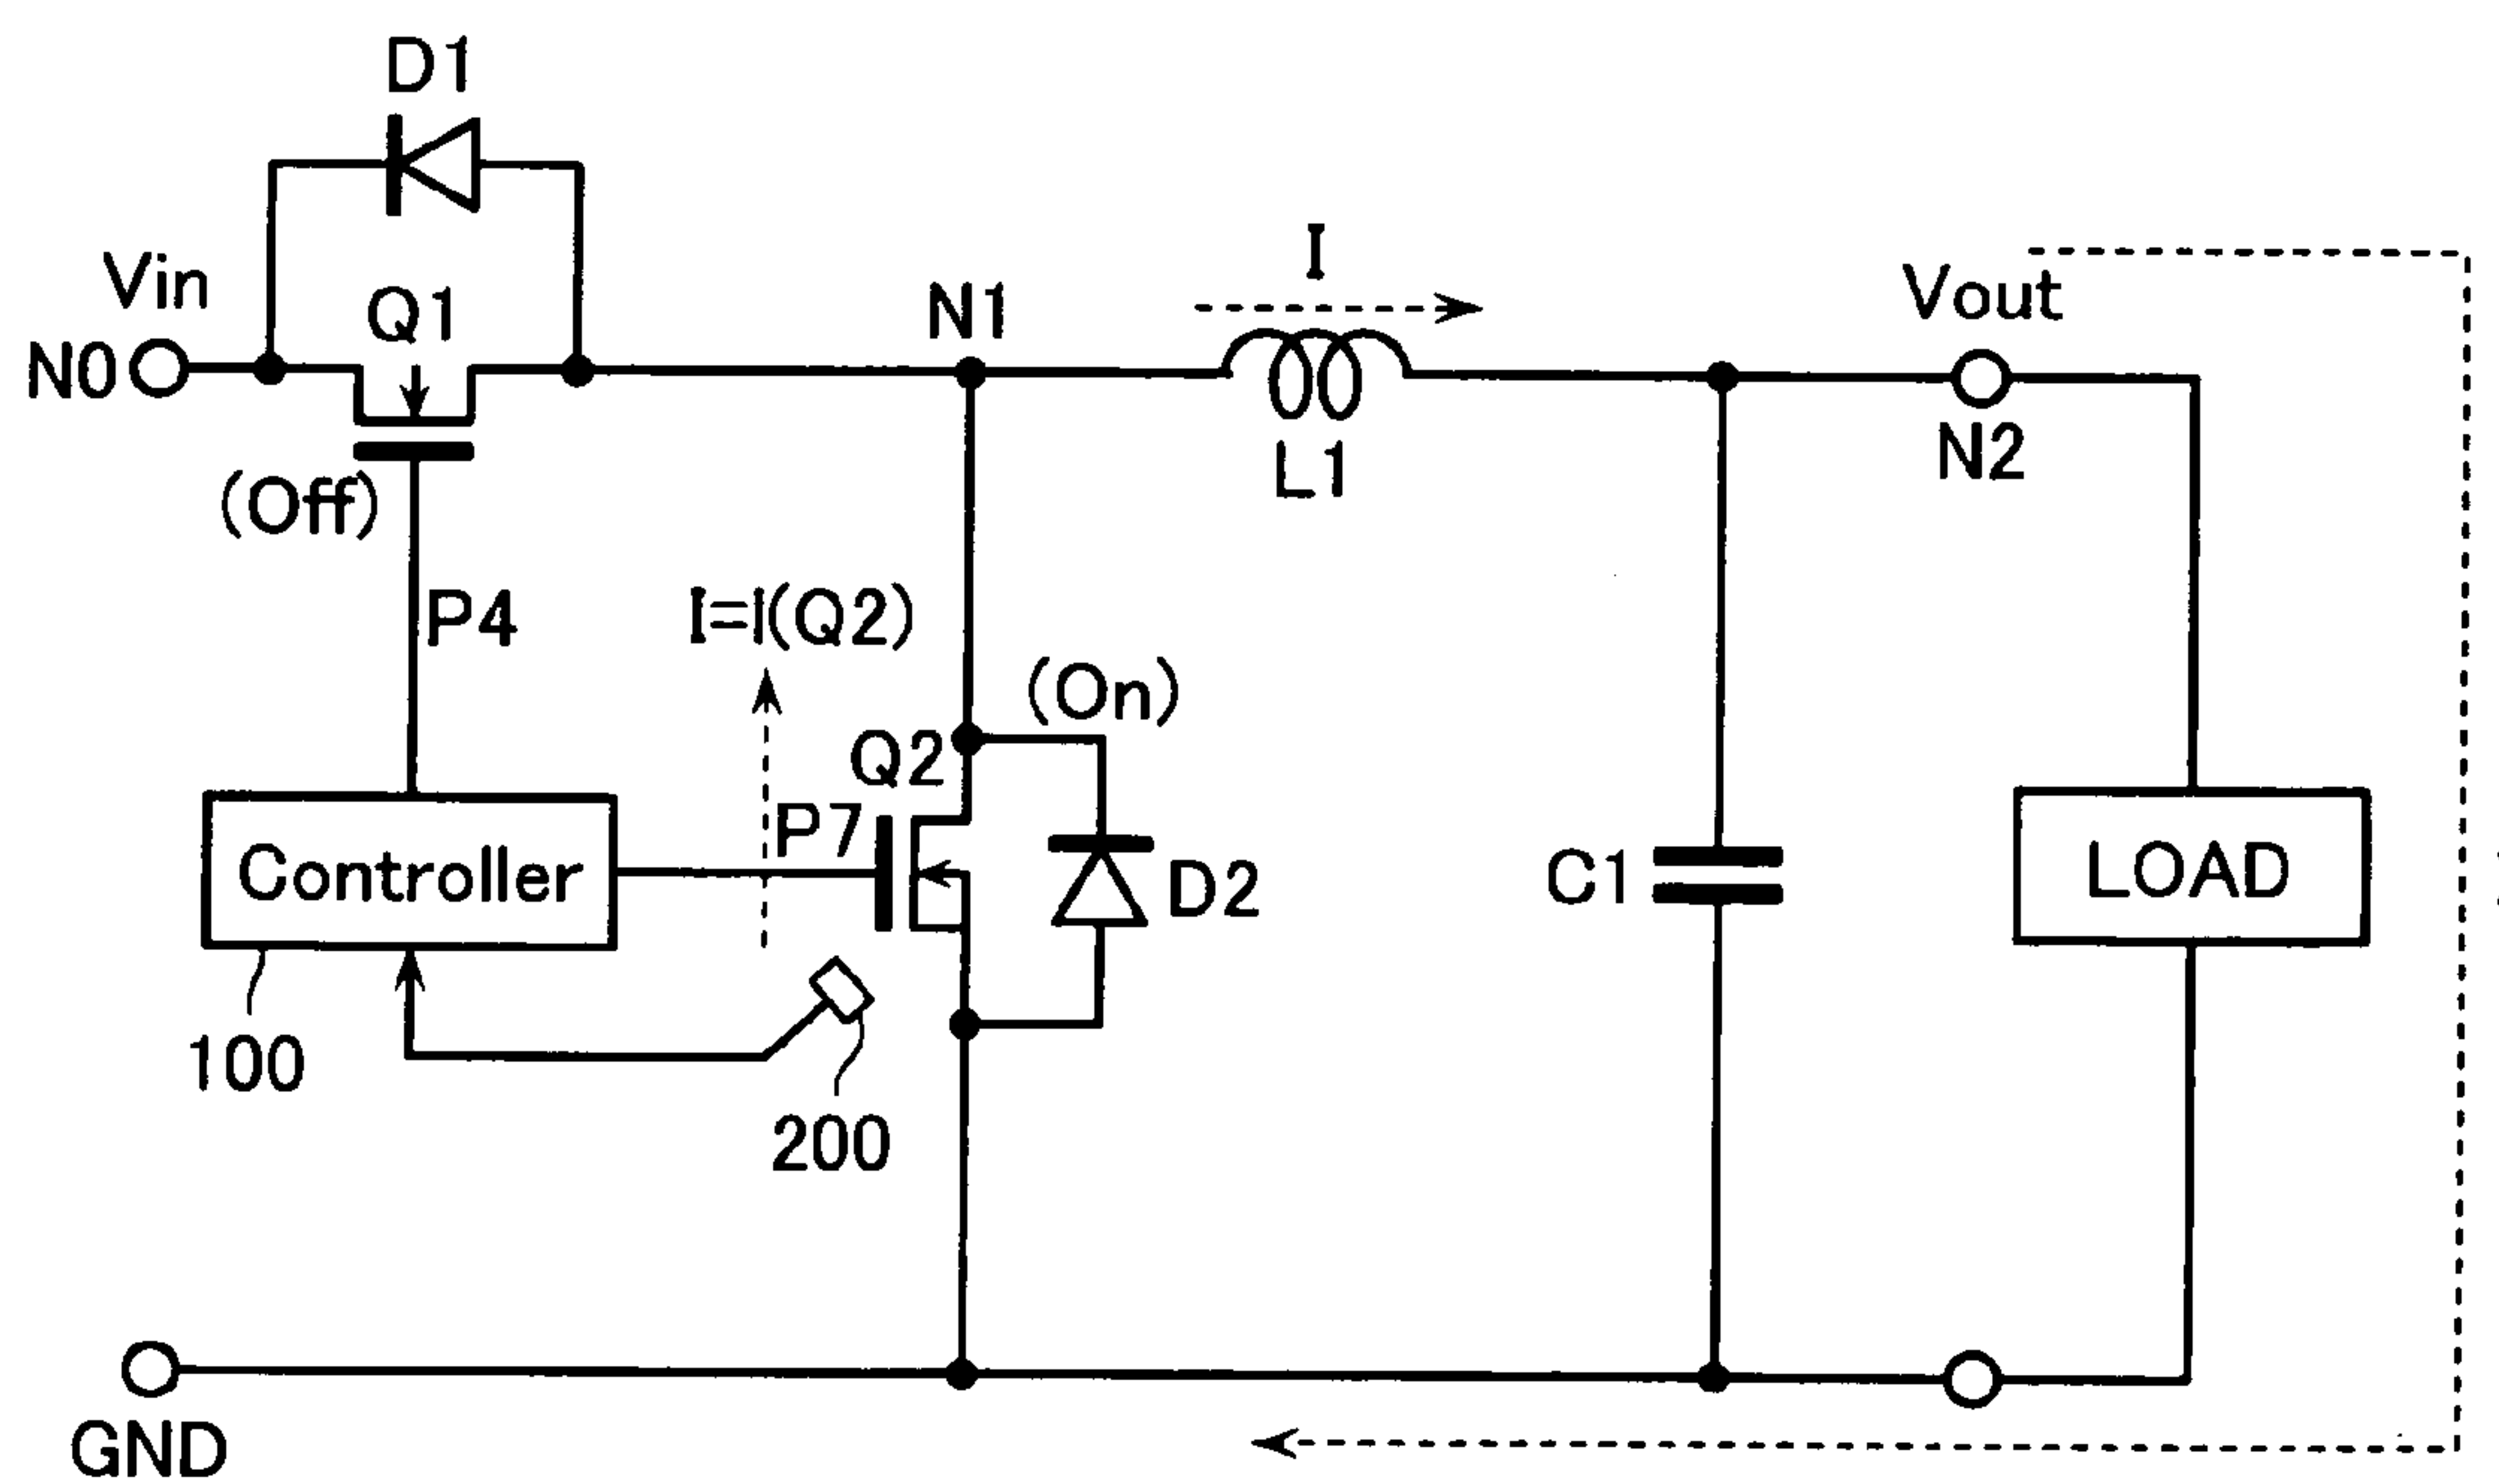 D1
I
Vin
Q1
N1
Vout
N0
L1
N2
(Off)
P4
I=I(Q2)
(On)
Q2
P7
Controller
D2
C1
LOAD
100
200
GND